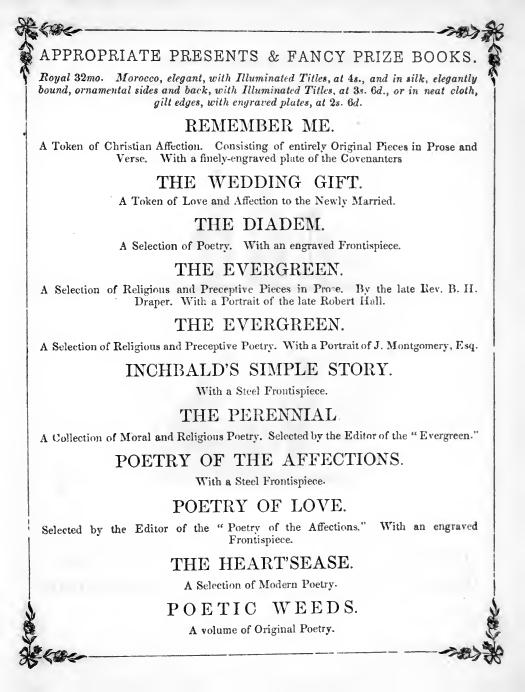 APPROPRIATE PRESENTS & FANCY PRIZE BOOKS.
Royal 32mo. Morocco, elegant, with Illuminated Titles, at 4s., and in silk, elegantly
bound, ornamental sides and back, with Illuminated Titles, at 3s. 6d., or in neat cloth,
gilt edges, with engraved plates, at 2s. 6d.
REMEMBER ME.
A Token of Christian Affection. Consisting of entirely Original Pieces in Prose and
Verse. With a finely-engraved plate of the Covenanters
THE WEDDING GIFT.
A Token of Love and Affection to the Newly Married.
THE DIADEM.
A Selection of Poetry. With an engraved Frontispiece.
THE EVERGREEN.
A Selection of Religious and Preceptive Pieces in Prose. By the late Rev. B. H.
Draper. With a Portrait of the late Robert Hall.
THE EVERGREEN.
A Selection of Religious and Preceptive Poetry. With a Portrait of J. Montgomery, Esq.
INCHBALD'S SIMPLE STORY.
With a Steel Frontispiece.
THE PERENNIAL
A Collection of Moral and Religious Poetry. Selected by the Editor of the "Evergreen."
POETRY OF THE AFFECTIONS.
With a Steel Frontispiece.
POETRY OF LOVE.
Selected by the Editor of the "Poetry of the Affections." With an engraved
Frontispiece.
THE HEART'SEASE.
A Selection of Modern Poetry.
POETIC WEEDS.
A volume of Original Poetry.